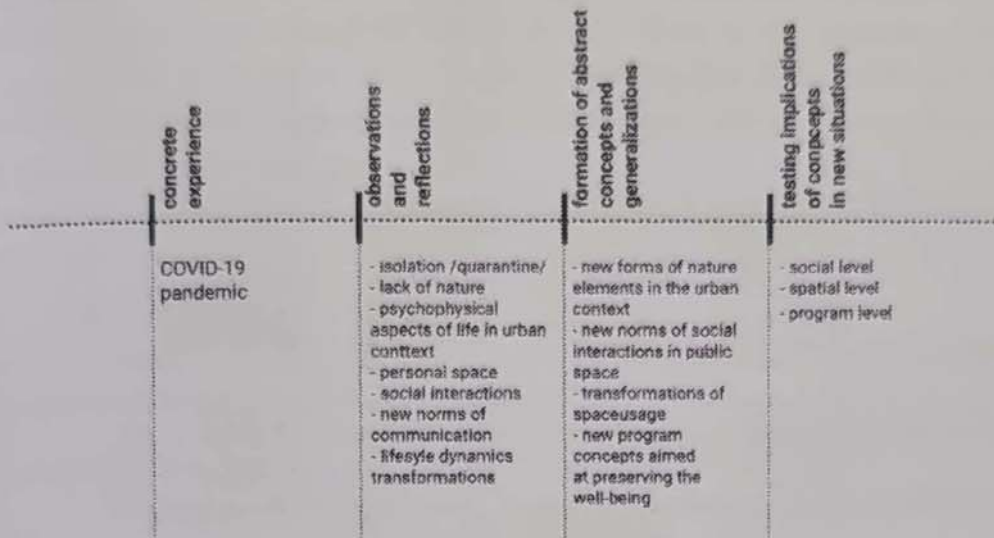 concrete
experience
observations
and
reflections
formation of abstract
concepts and
generalizations
testing implications
of conpcepts
in new situations
COVID-19
pandemic
- isolation /quarantine/
- lack of nature
- psychophysical
aspects of life in urban
conttext
- personal space
- social interactions
- new norms of
communication
- lifesyle dynamics
transformations
- new forms of nature
elements in the urban
context
- new norms of social
interactions in public
space
- transformations of
spaceusage
- new program
concepts aimed
at preserving the
well-being
- social level
- spatial level
- program level